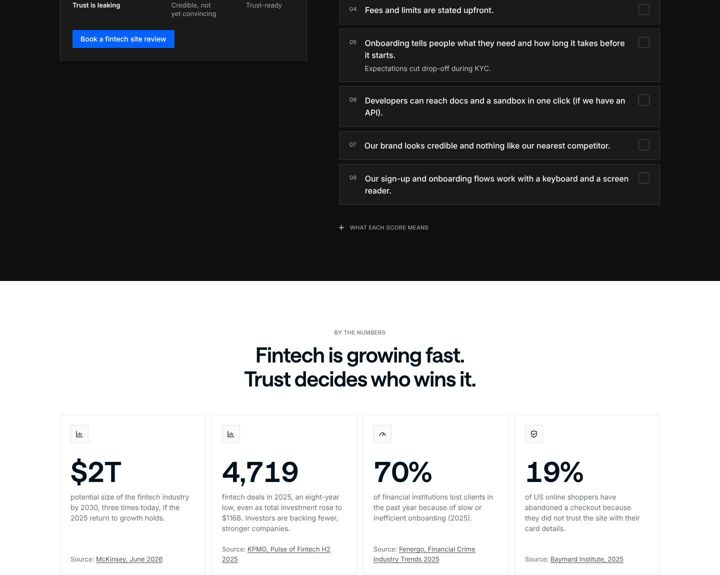 Trust is leaking
Credible, not
yet convincing
Trust-ready
Book a fintech site review
04 Fees and limits are stated upfront.
05 Onboarding tells people what they need and how long it takes before
it starts.
Expectations cut drop-off during KYC.
06 Developers can reach docs and a sandbox in one click (if we have an
API).
07 Our brand looks credible and nothing like our nearest competitor.
08 Our sign-up and onboarding flows work with a keyboard and a screen
reader.
+ WHAT EACH SCORE MEANS
BY THE NUMBERS
Fintech is growing fast.
Trust decides who wins it.
$2T
potential size of the fintech industry
by 2030, three times today, if the
2025 return to growth holds.
Source: McKinsey, June 2026
4,719
fintech deals in 2025, an eight-year
low, even as total investment rose to
$116B. Investors are backing fewer,
stronger companies.
Source: KPMG, Pulse of Fintech H2
2025
70%
of financial institutions lost clients in
the past year because of slow or
inefficient onboarding (2025).
Source: Fenergo, Financial Crime
Industry Trends 2025
19%
of US online shoppers have
abandoned a checkout because
they did not trust the site with their
card details.
Source: Baymard Institute, 2025